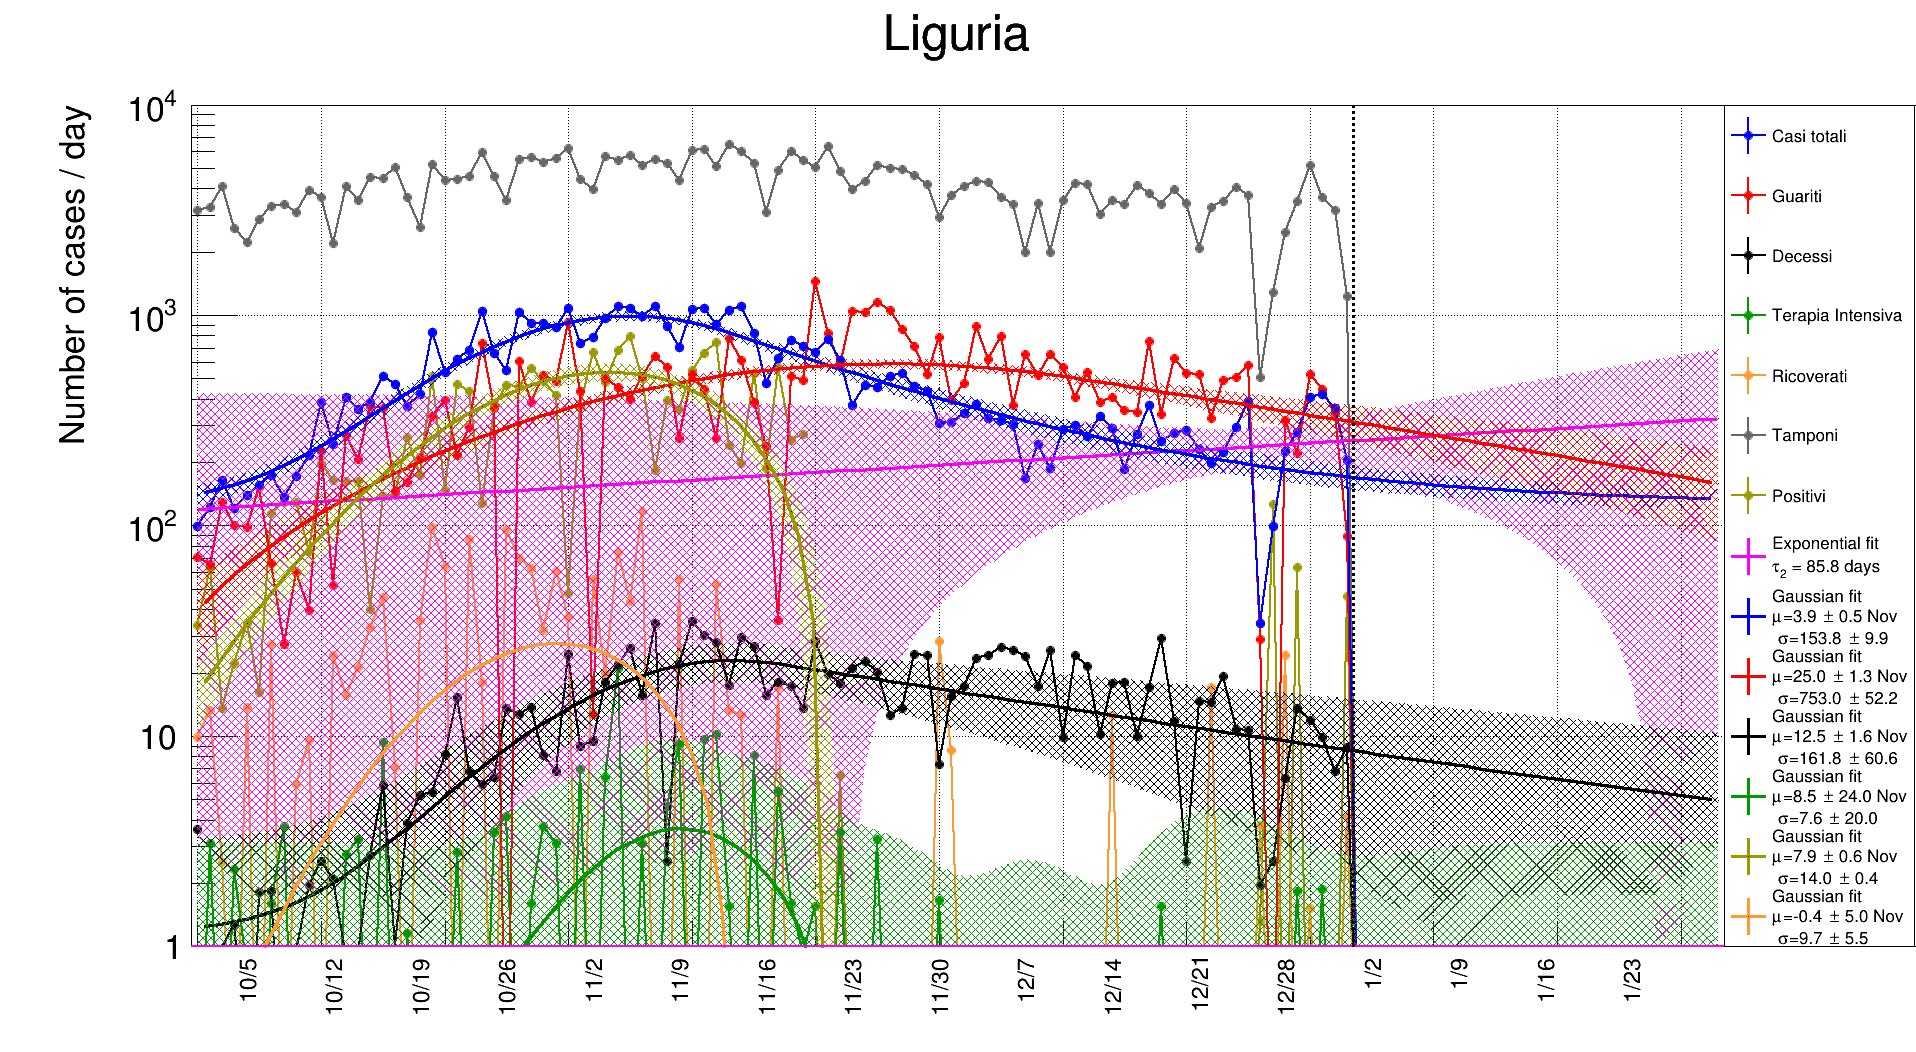 Liguria
Number of cases / day
10⁴
10³
10²
10
1
10/5
10/12
10/19
10/26
11/2
11/9
11/16
11/23
11/30
12/7
12/14
12/21
12/28
1/2
1/9
1/16
1/23
Casi totali
Guariti
Decessi
Terapia Intensiva
Ricoverati
Tamponi
Positivi
Exponential fit
τ₂ = 85.8 days
Gaussian fit
μ=3.9 ± 0.5 Nov
σ=153.8 ± 9.9
Gaussian fit
μ=25.0 ± 1.3 Nov
σ=753.0 ± 52.2
Gaussian fit
μ=12.5 ± 1.6 Nov
σ=161.8 ± 60.6
Gaussian fit
μ=8.5 ± 24.0 Nov
σ=7.6 ± 20.0
Gaussian fit
μ=7.9 ± 0.6 Nov
σ=14.0 ± 0.4
Gaussian fit
μ=-0.4 ± 5.0 Nov
σ=9.7 ± 5.5